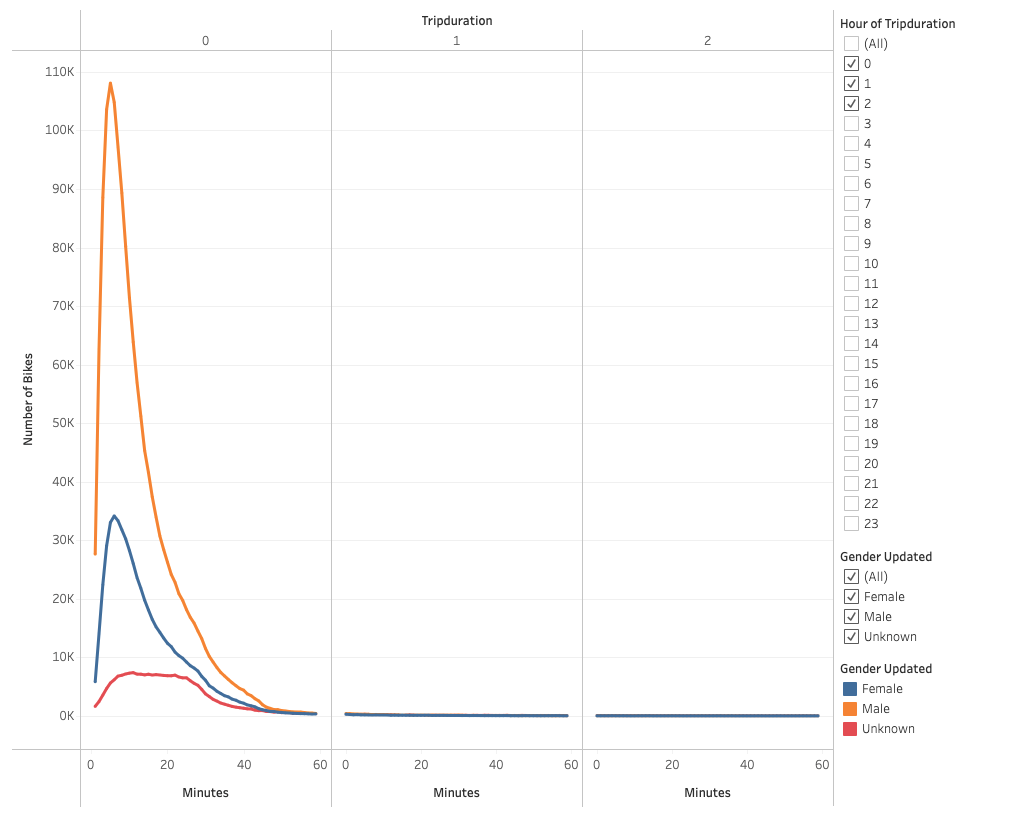 Tripduration
0 1 2
110K
100K
90K
80K
70K
60K
50K
40K
30K
20K
10K
0K
Number of Bikes
0 20 40 60 0 20 40 60 0 20 40 60
Minutes Minutes Minutes
Hour of Tripduration
(All)
0
1
2
3
4
5
6
7
8
9
10
11
12
13
14
15
16
17
18
19
20
21
22
23
Gender Updated
(All)
Female
Male
Unknown
Gender Updated
Female
Male
Unknown